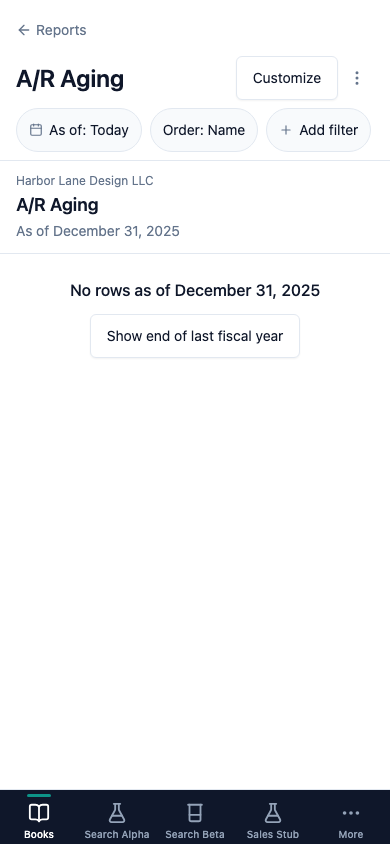 Reports
A/R Aging
Customize
As of: Today
Order: Name
Add filter
Harbor Lane Design LLC
A/R Aging
As of December 31, 2025
No rows as of December 31, 2025
Show end of last fiscal year
Books
Search Alpha
Search Beta
Sales Stub
More